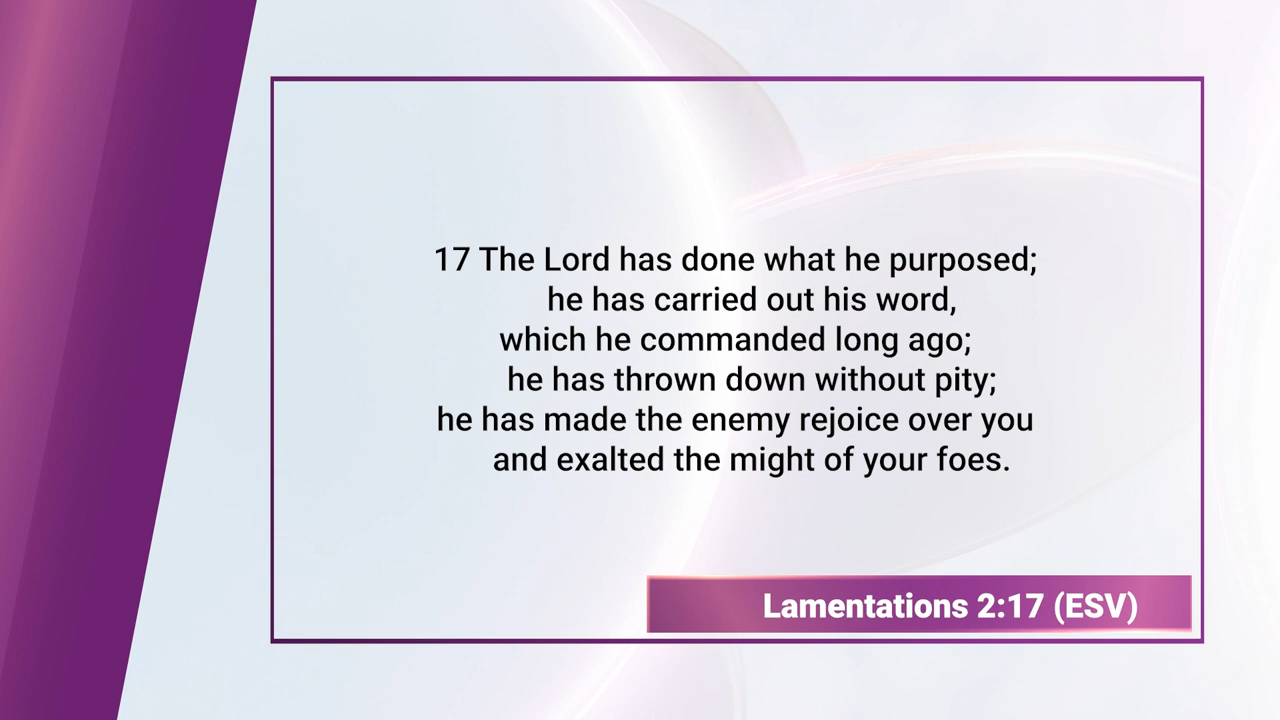 17 The Lord has done what he purposed;
he has carried out his word,
which he commanded long ago;
he has thrown down without pity;
he has made the enemy rejoice over you
and exalted the might of your foes.
Lamentations 2:17 (ESV)